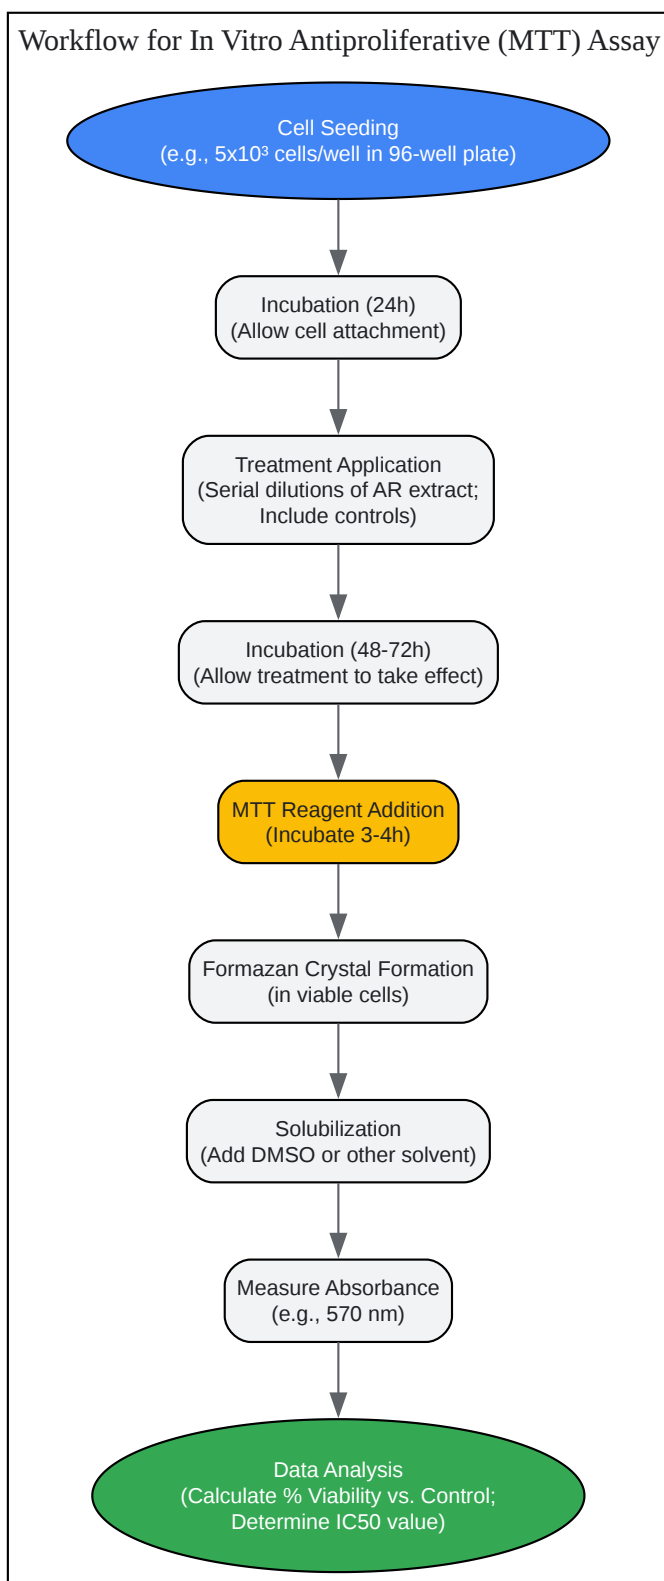 Workflow for In Vitro Antiproliferative (MTT) Assay
Cell Seeding
(e.g., 5x10³ cells/well in 96-well plate)
Incubation (24h)
(Allow cell attachment)
Treatment Application
(Serial dilutions of AR extract;
Include controls)
Incubation (48-72h)
(Allow treatment to take effect)
MTT Reagent Addition
(Incubate 3-4h)
Formazan Crystal Formation
(in viable cells)
Solubilization
(Add DMSO or other solvent)
Measure Absorbance
(e.g., 570 nm)
Data Analysis
(Calculate % Viability vs. Control;
Determine IC50 value)